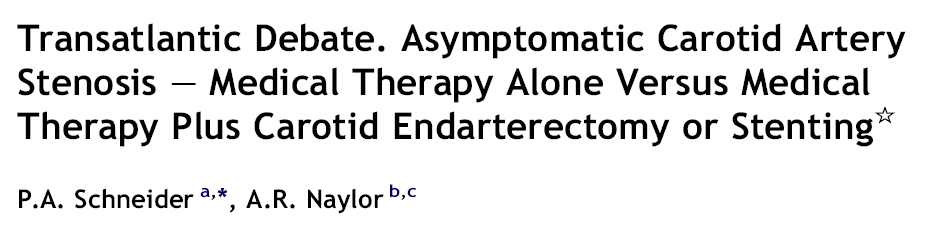 Transatlantic Debate. Asymptomatic Carotid Artery
Stenosis — Medical Therapy Alone Versus Medical
Therapy Plus Carotid Endarterectomy or Stenting☆
P.A. Schneider a,*, A.R. Naylor b,c